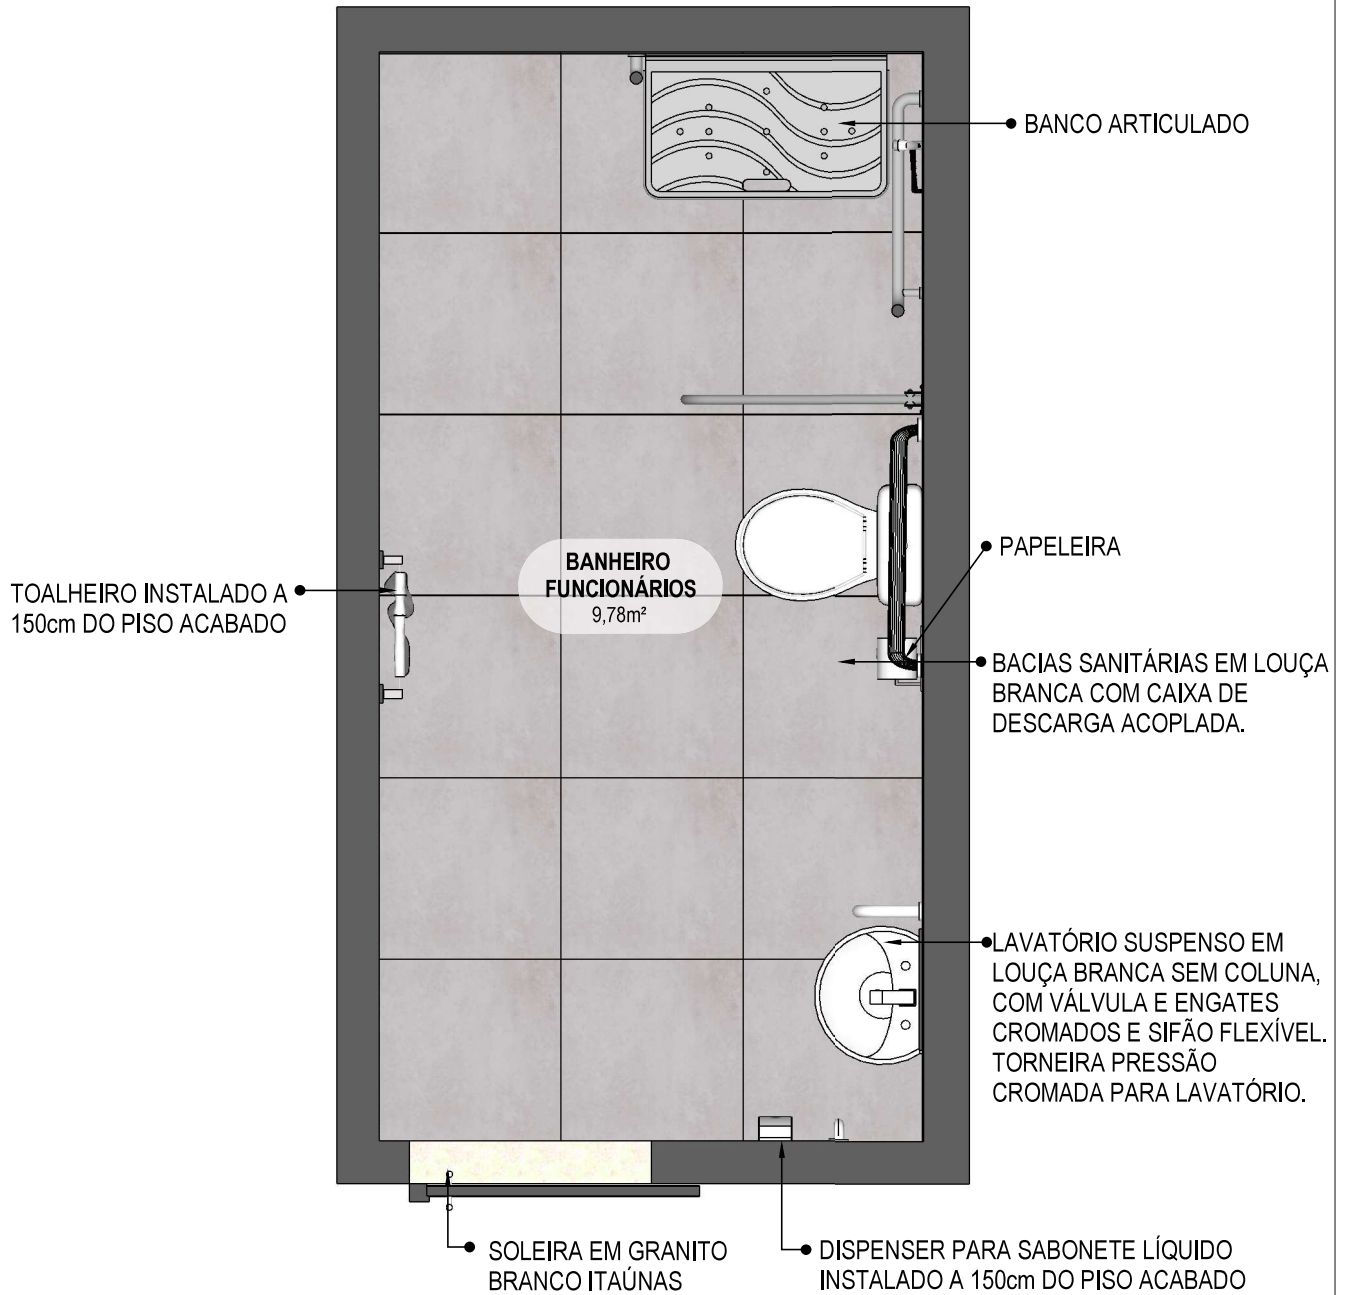 BANCO ARTICULADO
PAPELEIRA
BANHEIRO
FUNCIONÁRIOS
9,78m²
TOALHEIRO INSTALADO A
150cm DO PISO ACABADO
BACIAS SANITÁRIAS EM LOUÇA
BRANCA COM CAIXA DE
DESCARGA ACOPLADA.
LAVATÓRIO SUSPENSO EM
LOUÇA BRANCA SEM COLUNA,
COM VÁLVULA E ENGATES
CROMADOS E SIFÃO FLEXÍVEL.
TORNEIRA PRESSÃO
CROMADA PARA LAVATÓRIO.
SOLEIRA EM GRANITO
BRANCO ITAÚNAS
DISPENSER PARA SABONETE LÍQUIDO
INSTALADO A 150cm DO PISO ACABADO